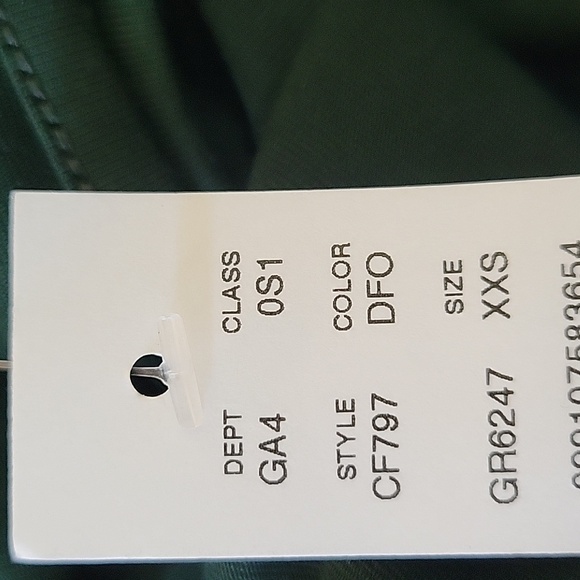 DEPT CLASS
GA4 0S1
STYLE COLOR
CF797 DFO
SIZE
GR6247 XXS